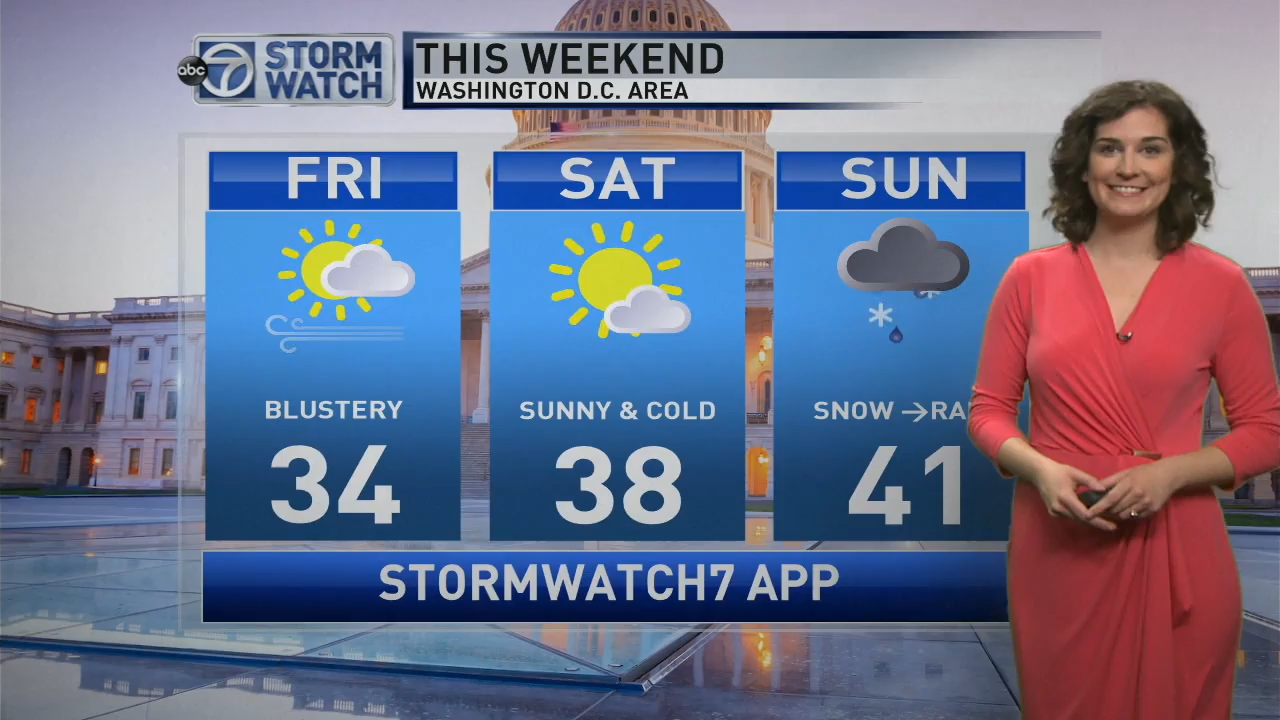 abc 7 STORM
WATCH
THIS WEEKEND
WASHINGTON D.C. AREA
FRI SAT SUN
BLUSTERY SUNNY & COLD SNOW →RA
34 38 41
STORMWATCH7 APP